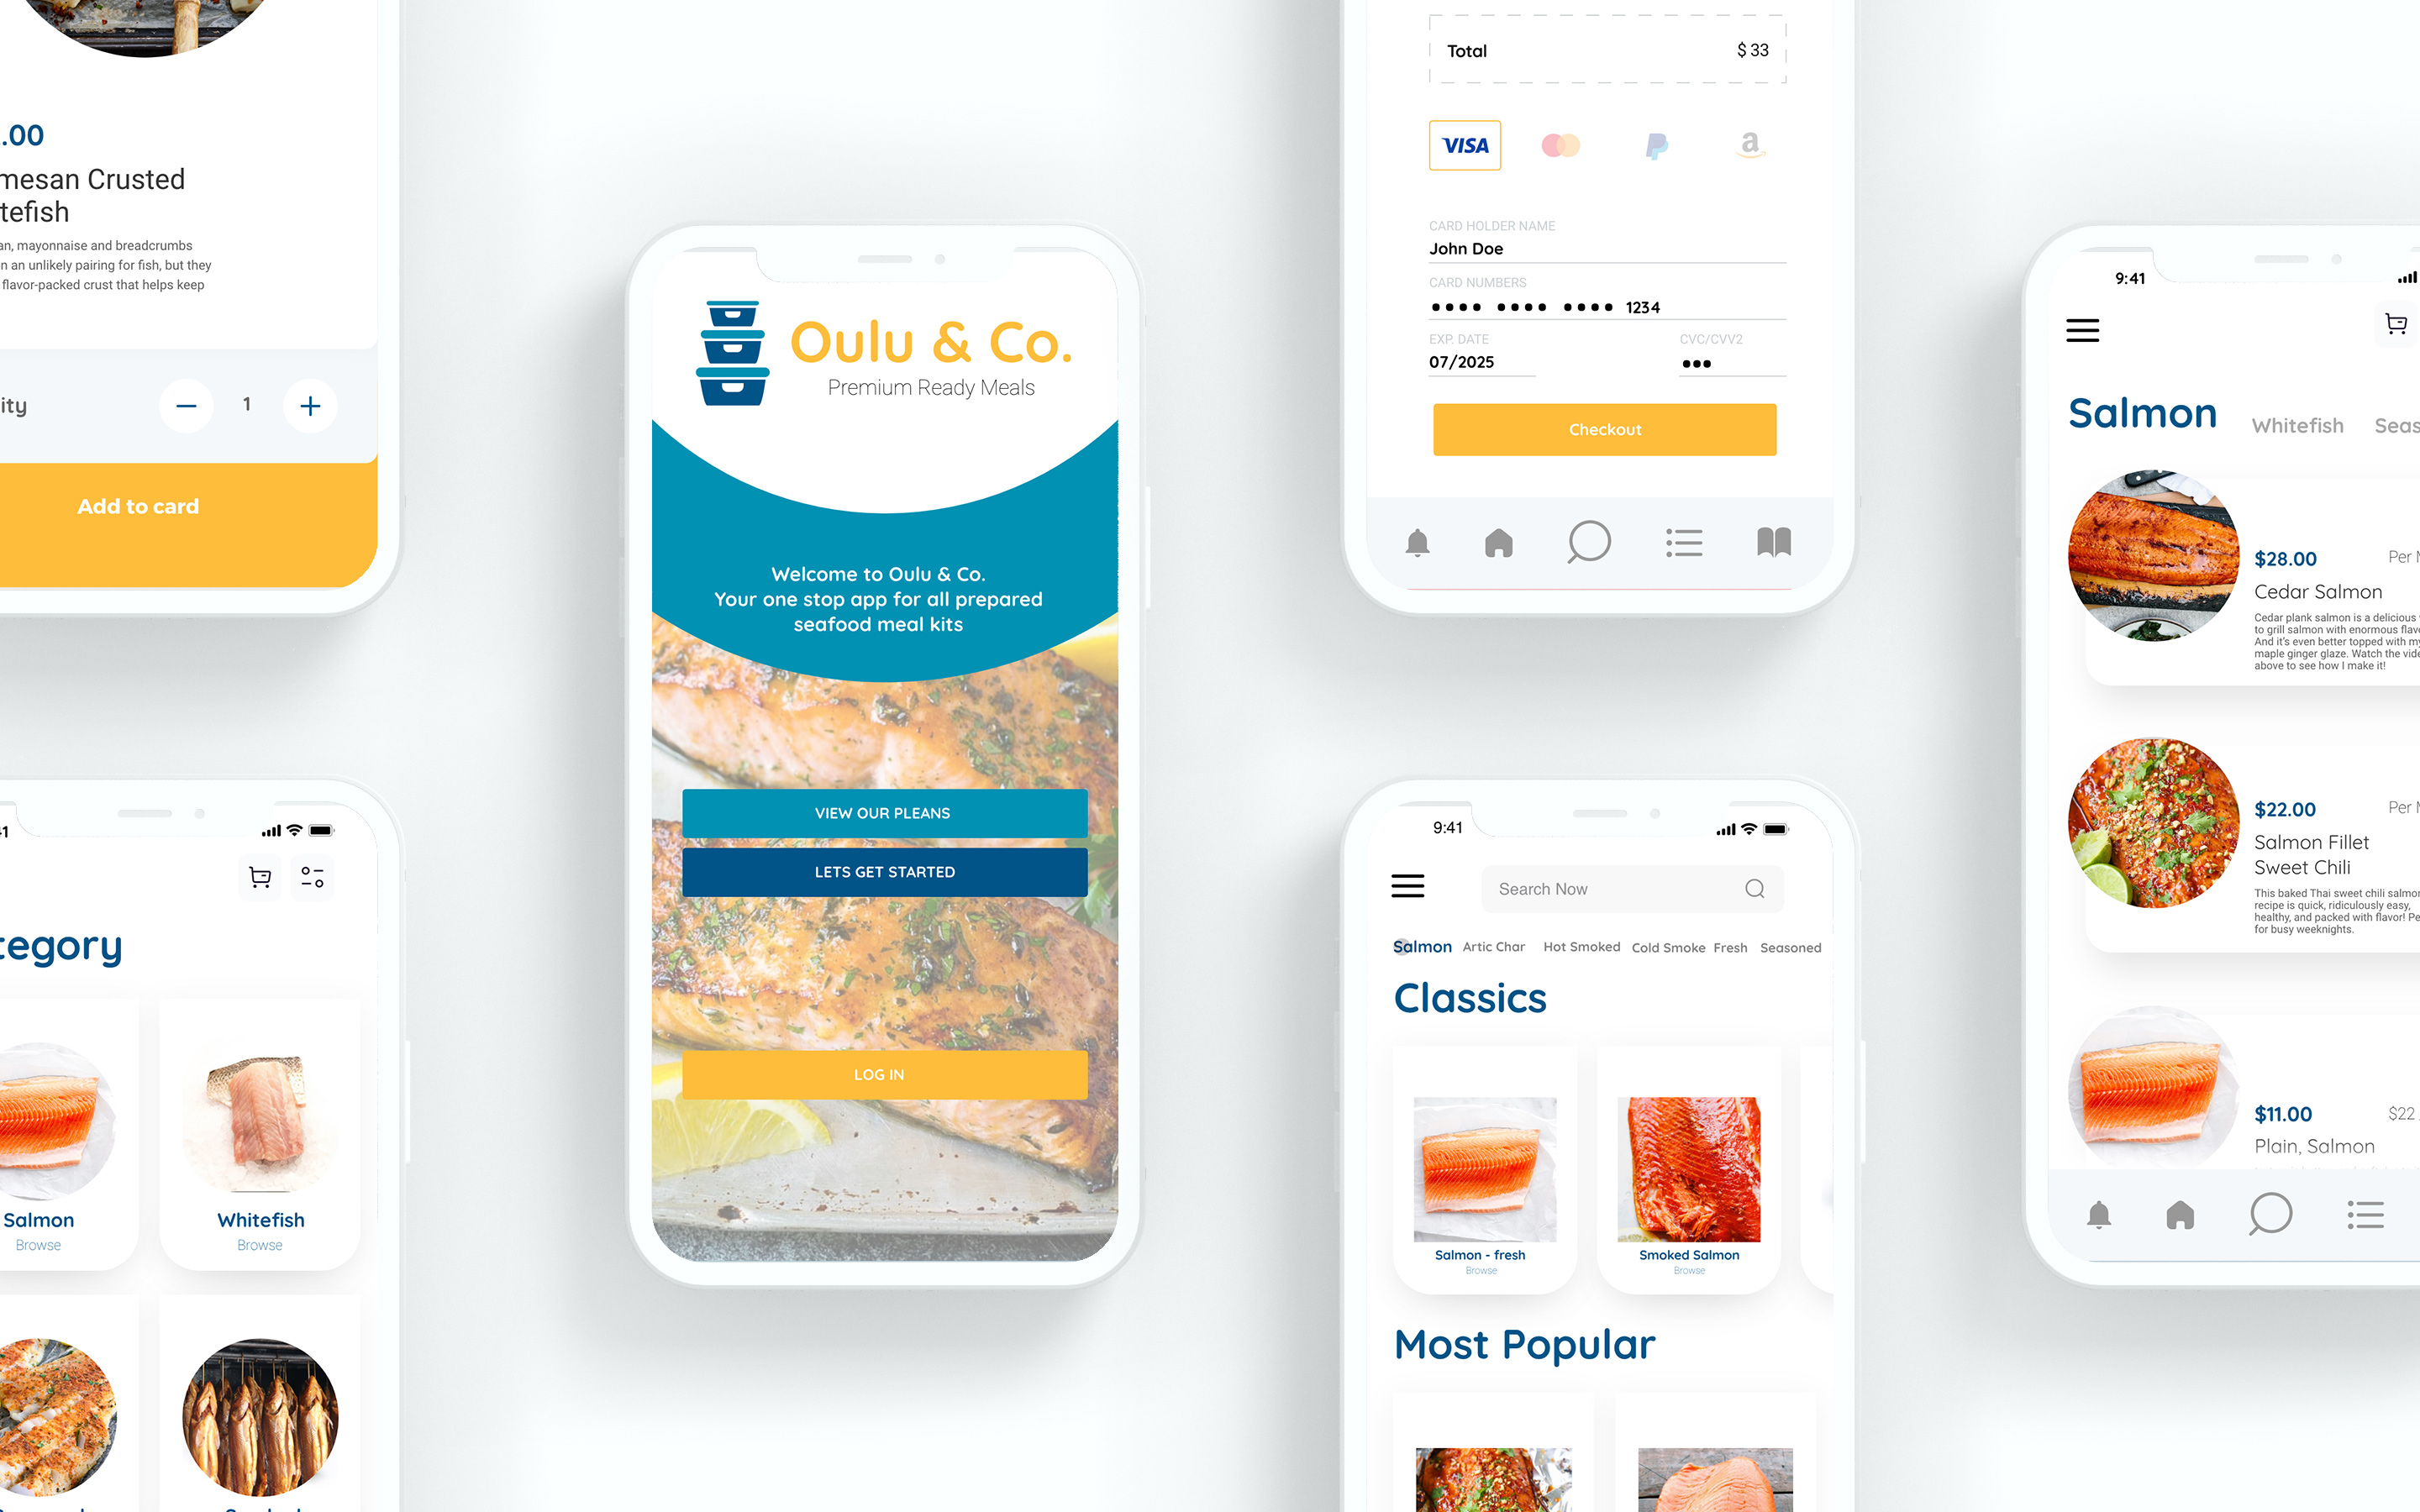 .00
mesan Crusted
tefish
an, mayonnaise and breadcrumbs
n an unlikely pairing for fish, but they
flavor-packed crust that helps keep
ity
1
Add to card
41
tegory
Salmon
Browse
Whitefish
Browse
Oulu & Co.
Premium Ready Meals
Welcome to Oulu & Co.
Your one stop app for all prepared
seafood meal kits
VIEW OUR PLEANS
LETS GET STARTED
LOG IN
Total $ 33
VISA
a
CARD HOLDER NAME
John Doe
CARD NUMBERS
•••• •••• •••• 1234
EXP. DATE CVC/CVV2
07/2025 •••
Checkout
9:41
Search Now
Salmon Artic Char Hot Smoked Cold Smoke Fresh Seasoned
Classics
Salmon - fresh
Browse
Smoked Salmon
Browse
Most Popular
9:41
Salmon Whitefish Seas
$28.00 Per M
Cedar Salmon
Cedar plank salmon is a delicious
to grill salmon with enormous flavo
And it's even better topped with my
maple ginger glaze. Watch the vide
above to see how I make it!
$22.00 Per M
Salmon Fillet
Sweet Chili
This baked Thai sweet chili salmon
recipe is quick, ridiculously easy,
healthy, and packed with flavor! Pe
for busy weeknights.
$11.00 $22
Plain, Salmon